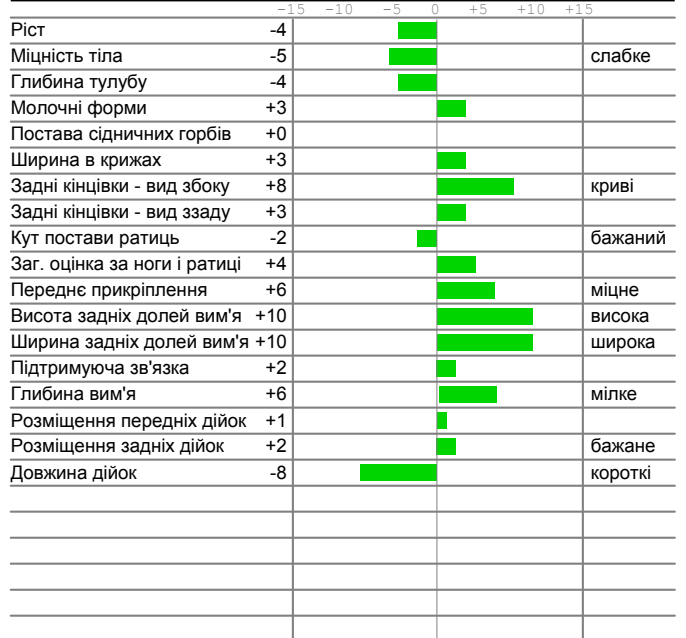 -15 -10 -5 0 +5 +10 +15
Ріст -4
Міцність тіла -5 слабке
Глибина тулубу -4
Молочні форми +3
Постава сідничних горбів +0
Ширина в крижах +3
Задні кінцівки - вид збоку +8 криві
Задні кінцівки - вид ззаду +3
Кут постави ратиць -2 бажаний
Заг. оцінка за ноги і ратиці +4
Переднє прикріплення +6 міцне
Висота задніх долей вим'я +10 висока
Ширина задніх долей вим'я +10 широка
Підтримуюча зв'язка +2
Глибина вим'я +6 мілке
Розміщення передніх дійок +1
Розміщення задніх дійок +2 бажане
Довжина дійок -8 короткі